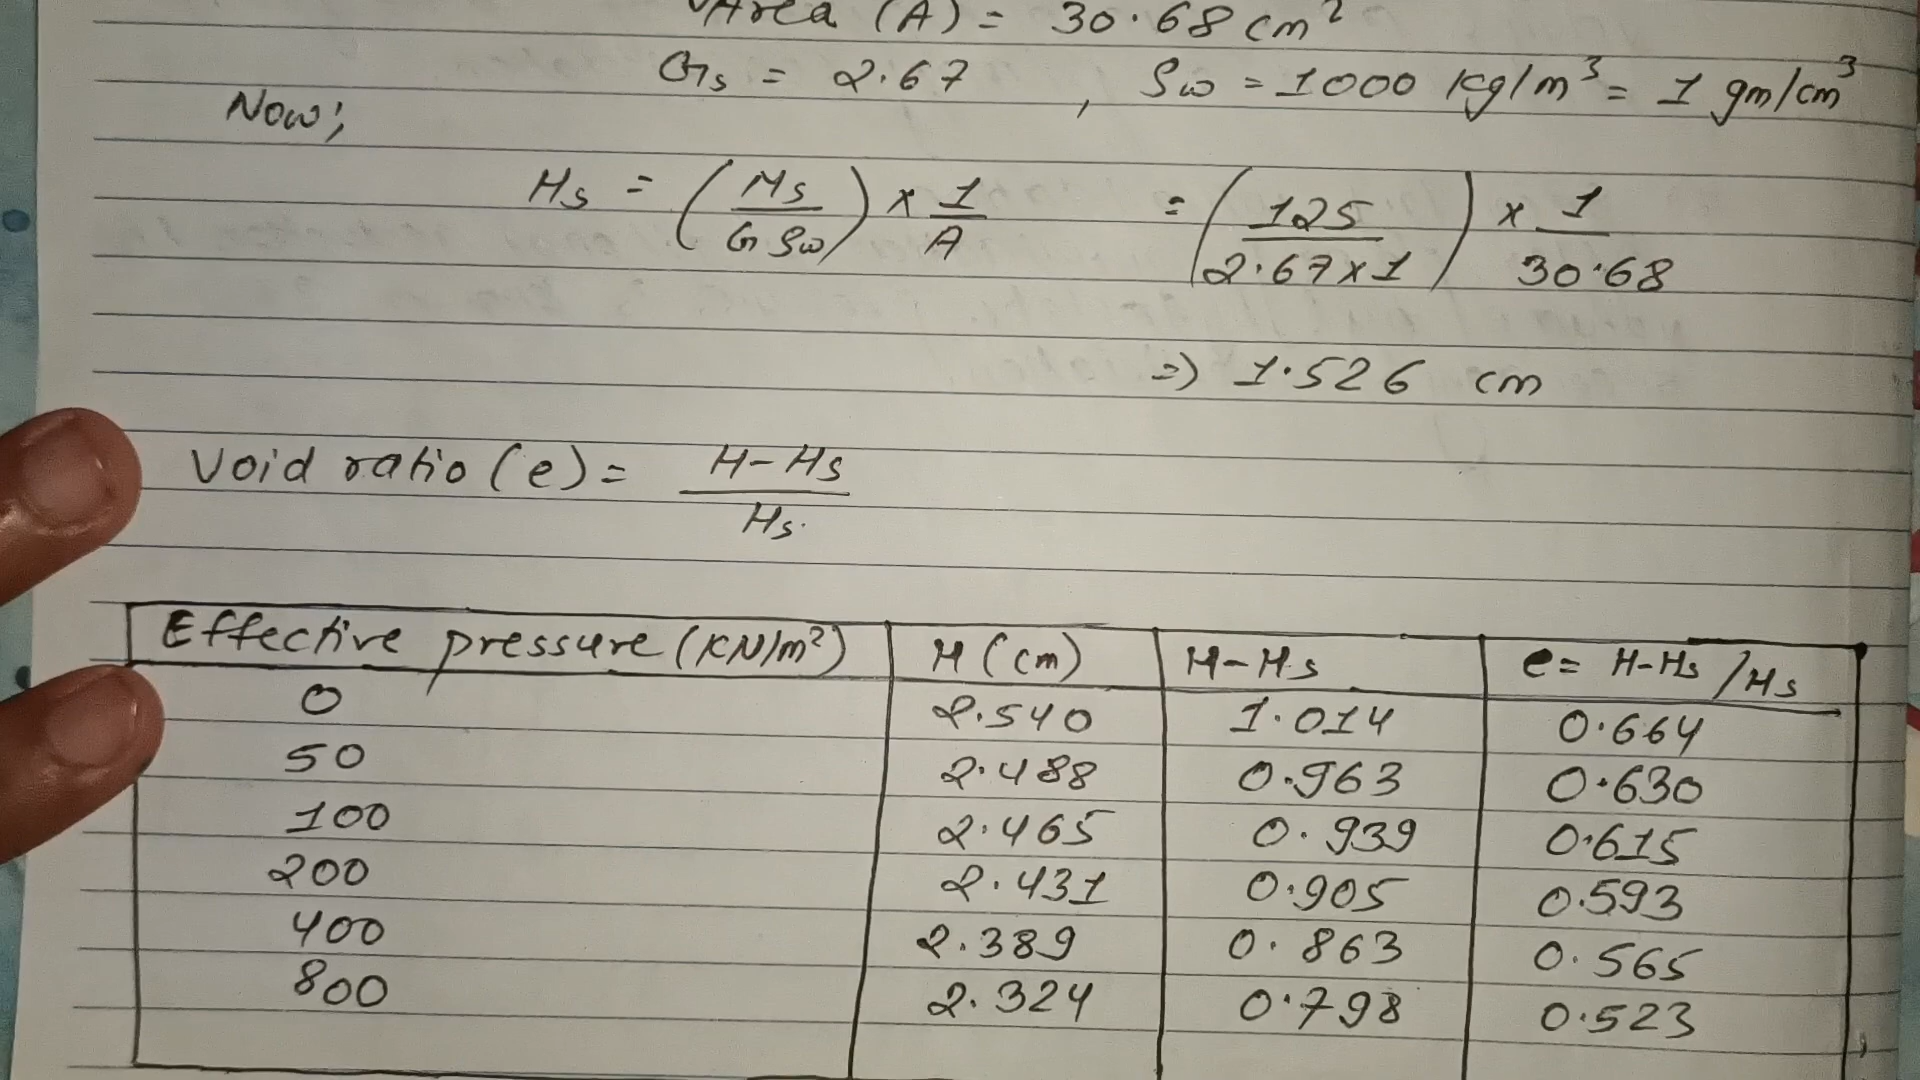 Area (A) = 30.68 cm²
Gs = 2.67 , ρw = 1000 kg/m³ = 1 gm/cm³
Now;
Hs = (Ms / G ρw) × 1/A = (125 / 2.67×1) × 1/30.68
=) 1.526 cm
Void ratio (e) = H-Hs / Hs.
Effective pressure (KN/m²) H (cm) H-Hs e = H-Hs/Hs
0 2.540 1.014 0.664
50 2.488 0.963 0.630
100 2.465 0.939 0.615
200 2.431 0.905 0.593
400 2.389 0.863 0.565
800 2.324 0.798 0.523